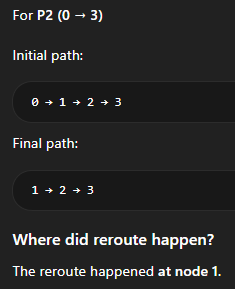 For P2 (0 → 3)
Initial path:
0 → 1 → 2 → 3
Final path:
1 → 2 → 3
Where did reroute happen?
The reroute happened at node 1.